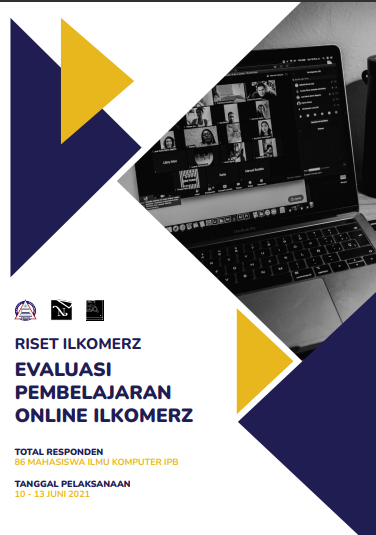 RISET ILKOMERZ
EVALUASI
PEMBELAJARAN
ONLINE ILKOMERZ
TOTAL RESPONDEN
86 MAHASISWA ILMU KOMPUTER IPB
TANGGAL PELAKSANAAN
10 - 13 JUNI 2021